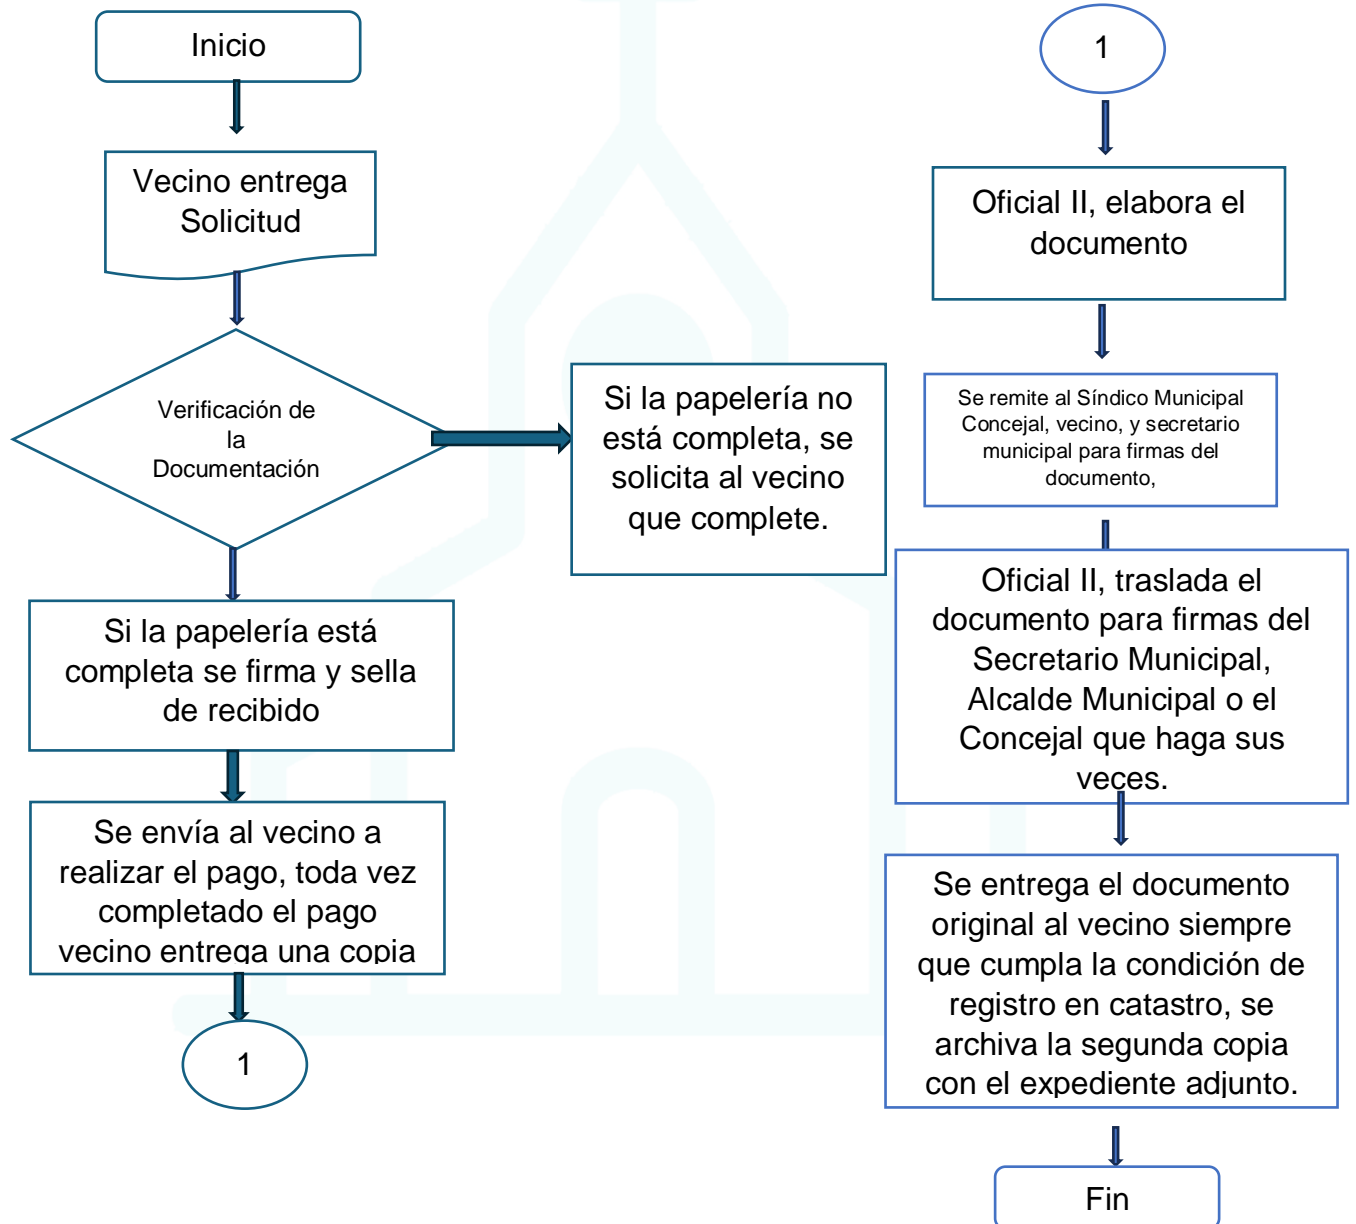 Inicio
Vecino entrega
Solicitud
Verificación de
la
Documentación
Si la papelería no
está completa, se
solicita al vecino
que complete.
Si la papelería está
completa se firma y sella
de recibido
Se envía al vecino a
realizar el pago, toda vez
completado el pago
vecino entrega una copia
1
1
Oficial II, elabora el
documento
Se remite al Síndico Municipal
Concejal, vecino, y secretario
municipal para firmas del
documento,
Oficial II, traslada el
documento para firmas del
Secretario Municipal,
Alcalde Municipal o el
Concejal que haga sus
veces.
Se entrega el documento
original al vecino siempre
que cumpla la condición de
registro en catastro, se
archiva la segunda copia
con el expediente adjunto.
Fin